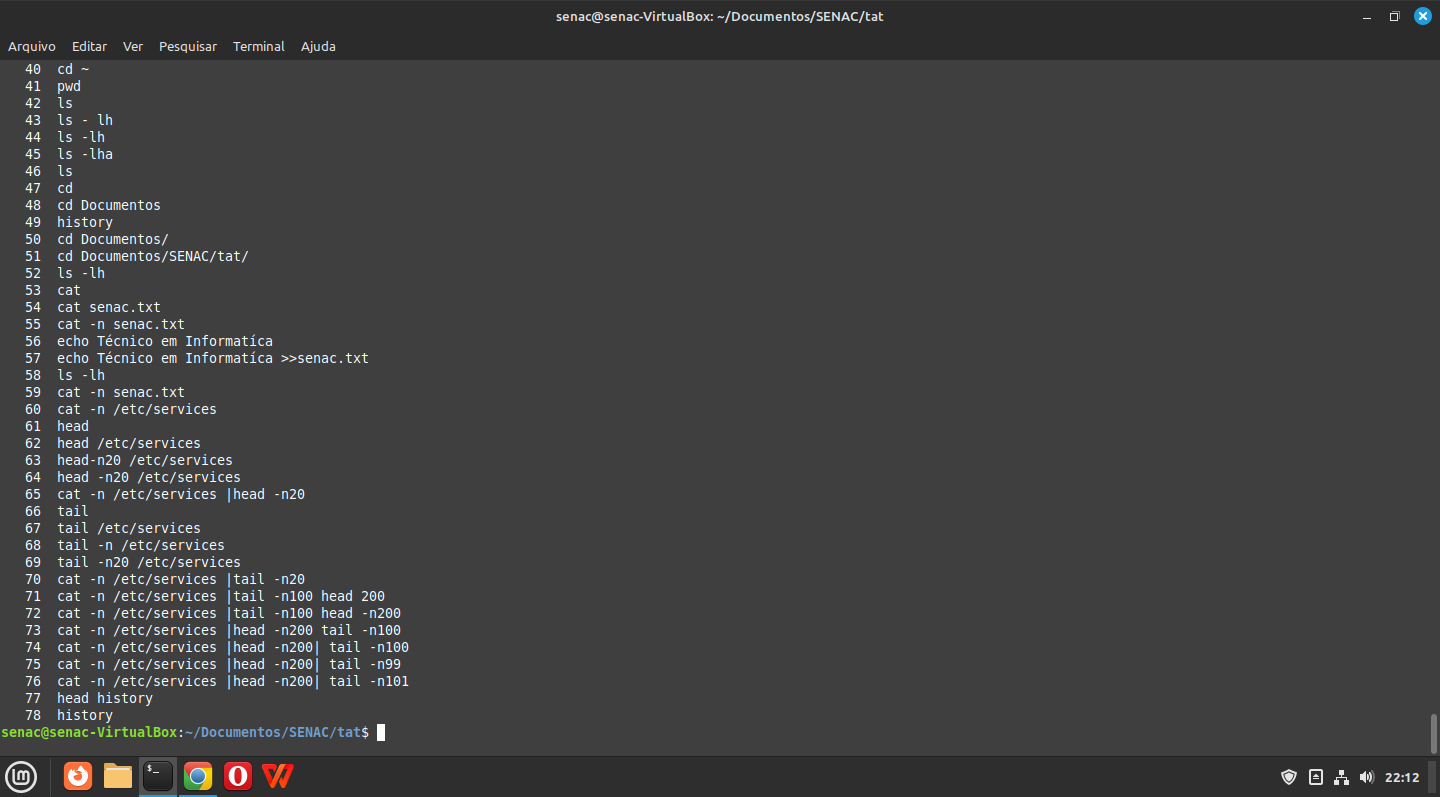 senac@senac-VirtualBox: ~/Documentos/SENAC/tat
Arquivo Editar Ver Pesquisar Terminal Ajuda
40 cd ~
41 pwd
42 ls
43 ls - lh
44 ls -lh
45 ls -lha
46 ls
47 cd
48 cd Documentos
49 history
50 cd Documentos/
51 cd Documentos/SENAC/tat/
52 ls -lh
53 cat
54 cat senac.txt
55 cat -n senac.txt
56 echo Técnico em Informatíca
57 echo Técnico em Informatíca >>senac.txt
58 ls -lh
59 cat -n senac.txt
60 cat -n /etc/services
61 head
62 head /etc/services
63 head-n20 /etc/services
64 head -n20 /etc/services
65 cat -n /etc/services |head -n20
66 tail
67 tail /etc/services
68 tail -n /etc/services
69 tail -n20 /etc/services
70 cat -n /etc/services |tail -n20
71 cat -n /etc/services |tail -n100 head 200
72 cat -n /etc/services |tail -n100 head -n200
73 cat -n /etc/services |head -n200 tail -n100
74 cat -n /etc/services |head -n200| tail -n100
75 cat -n /etc/services |head -n200| tail -n99
76 cat -n /etc/services |head -n200| tail -n101
77 head history
78 history
senac@senac-VirtualBox:~/Documentos/SENAC/tat$
22:12